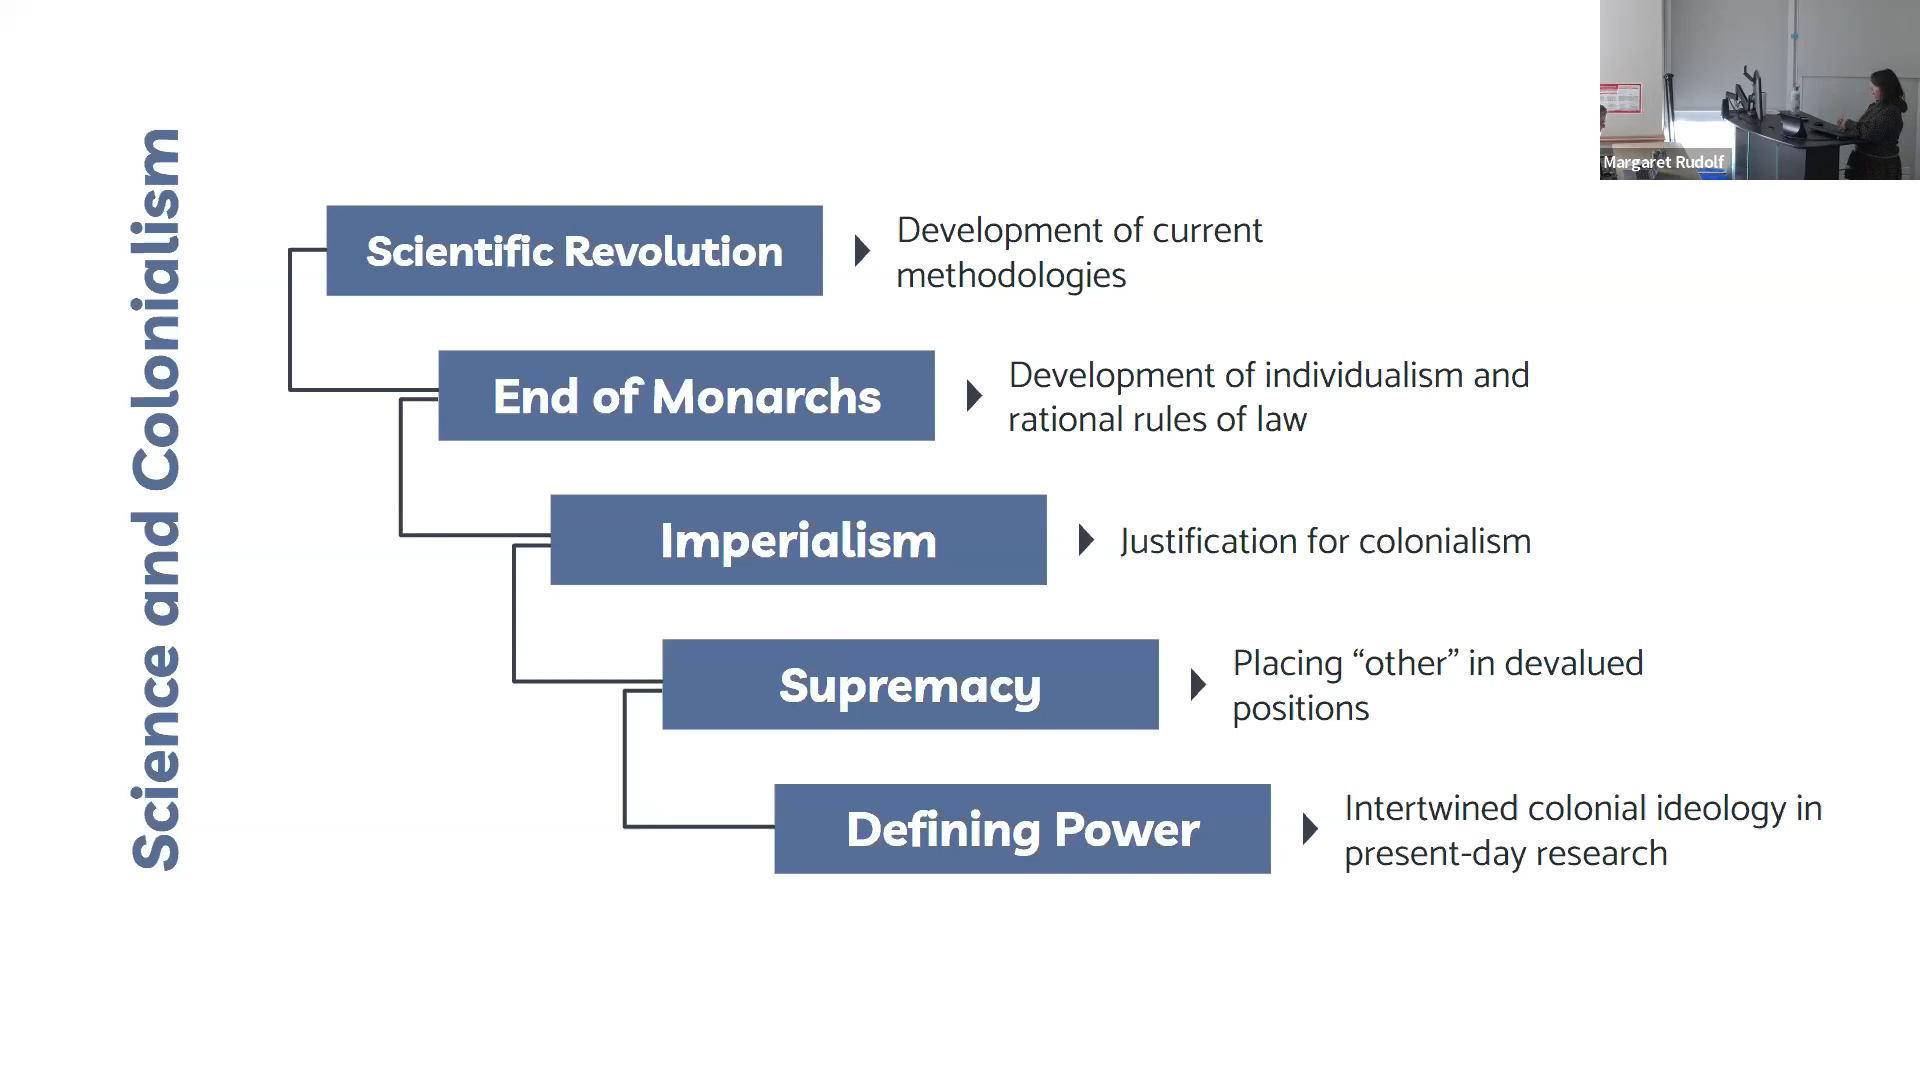 Science and Colonialism
Scientific Revolution
Development of current
methodologies
End of Monarchs
Development of individualism and
rational rules of law
Imperialism
Justification for colonialism
Supremacy
Placing “other” in devalued
positions
Defining Power
Intertwined colonial ideology in
present-day research
Margaret Rudolf